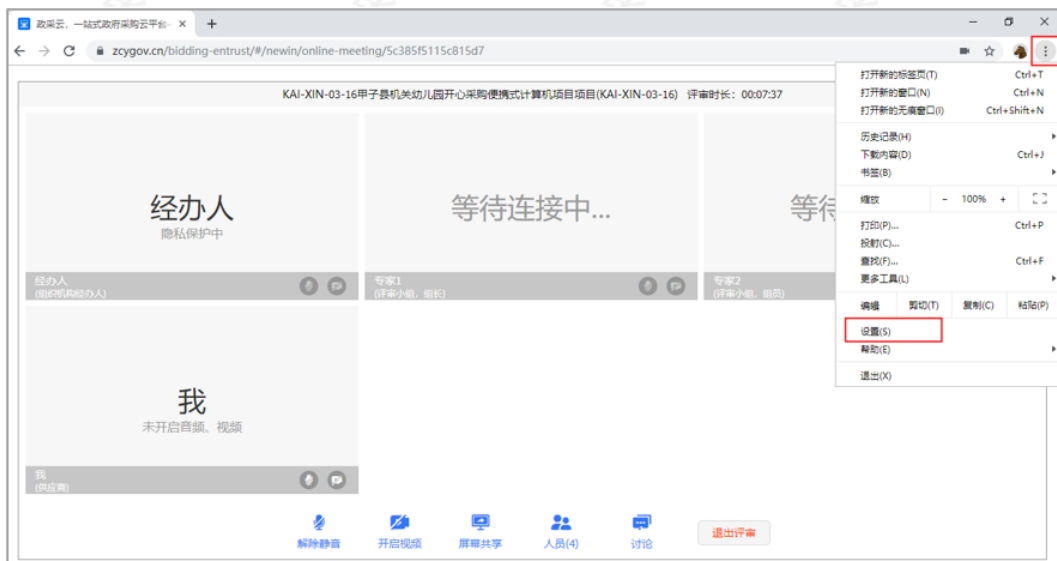 政采云，一站式政府采购云平台-
zcygov.cn/bidding-entrust/#/newin/online-meeting/5c385f5115c815d7
KAI-XIN-03-16甲子县机关幼儿园开心采购便携式计算机项目项目(KAI-XIN-03-16) 评审时长：00:07:37
经办人
隐私保护中
经办人
(组织机构经办人)
等待连接中...
专家1
(评审小组，组长)
等待
专家2
(评审小组，组员)
我
未开启音频、视频
我
(供应商)
解除静音
开启视频
屏幕共享
人员(4)
讨论
退出评审
打开新的标签页(T) Ctrl+T
打开新的窗口(N) Ctrl+N
打开新的无痕窗口(I) Ctrl+Shift+N
历史记录(H)
下载内容(D) Ctrl+J
书签(B)
缩放 - 100% +
打印(P)... Ctrl+P
投射(C)...
查找(F)... Ctrl+F
更多工具(L)
编辑 剪切(T) 复制(C) 粘贴(P)
设置(S)
帮助(E)
退出(X)